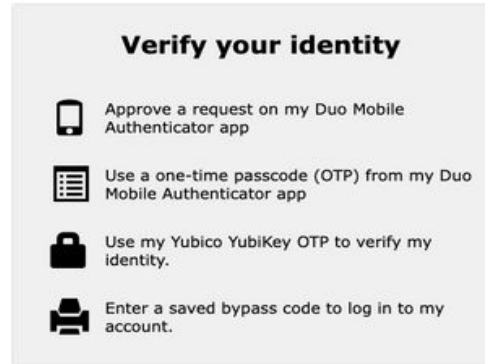 Verify your identity
Approve a request on my Duo Mobile
Authenticator app
Use a one-time passcode (OTP) from my Duo
Mobile Authenticator app
Use my Yubico YubiKey OTP to verify my
identity.
Enter a saved bypass code to log in to my
account.